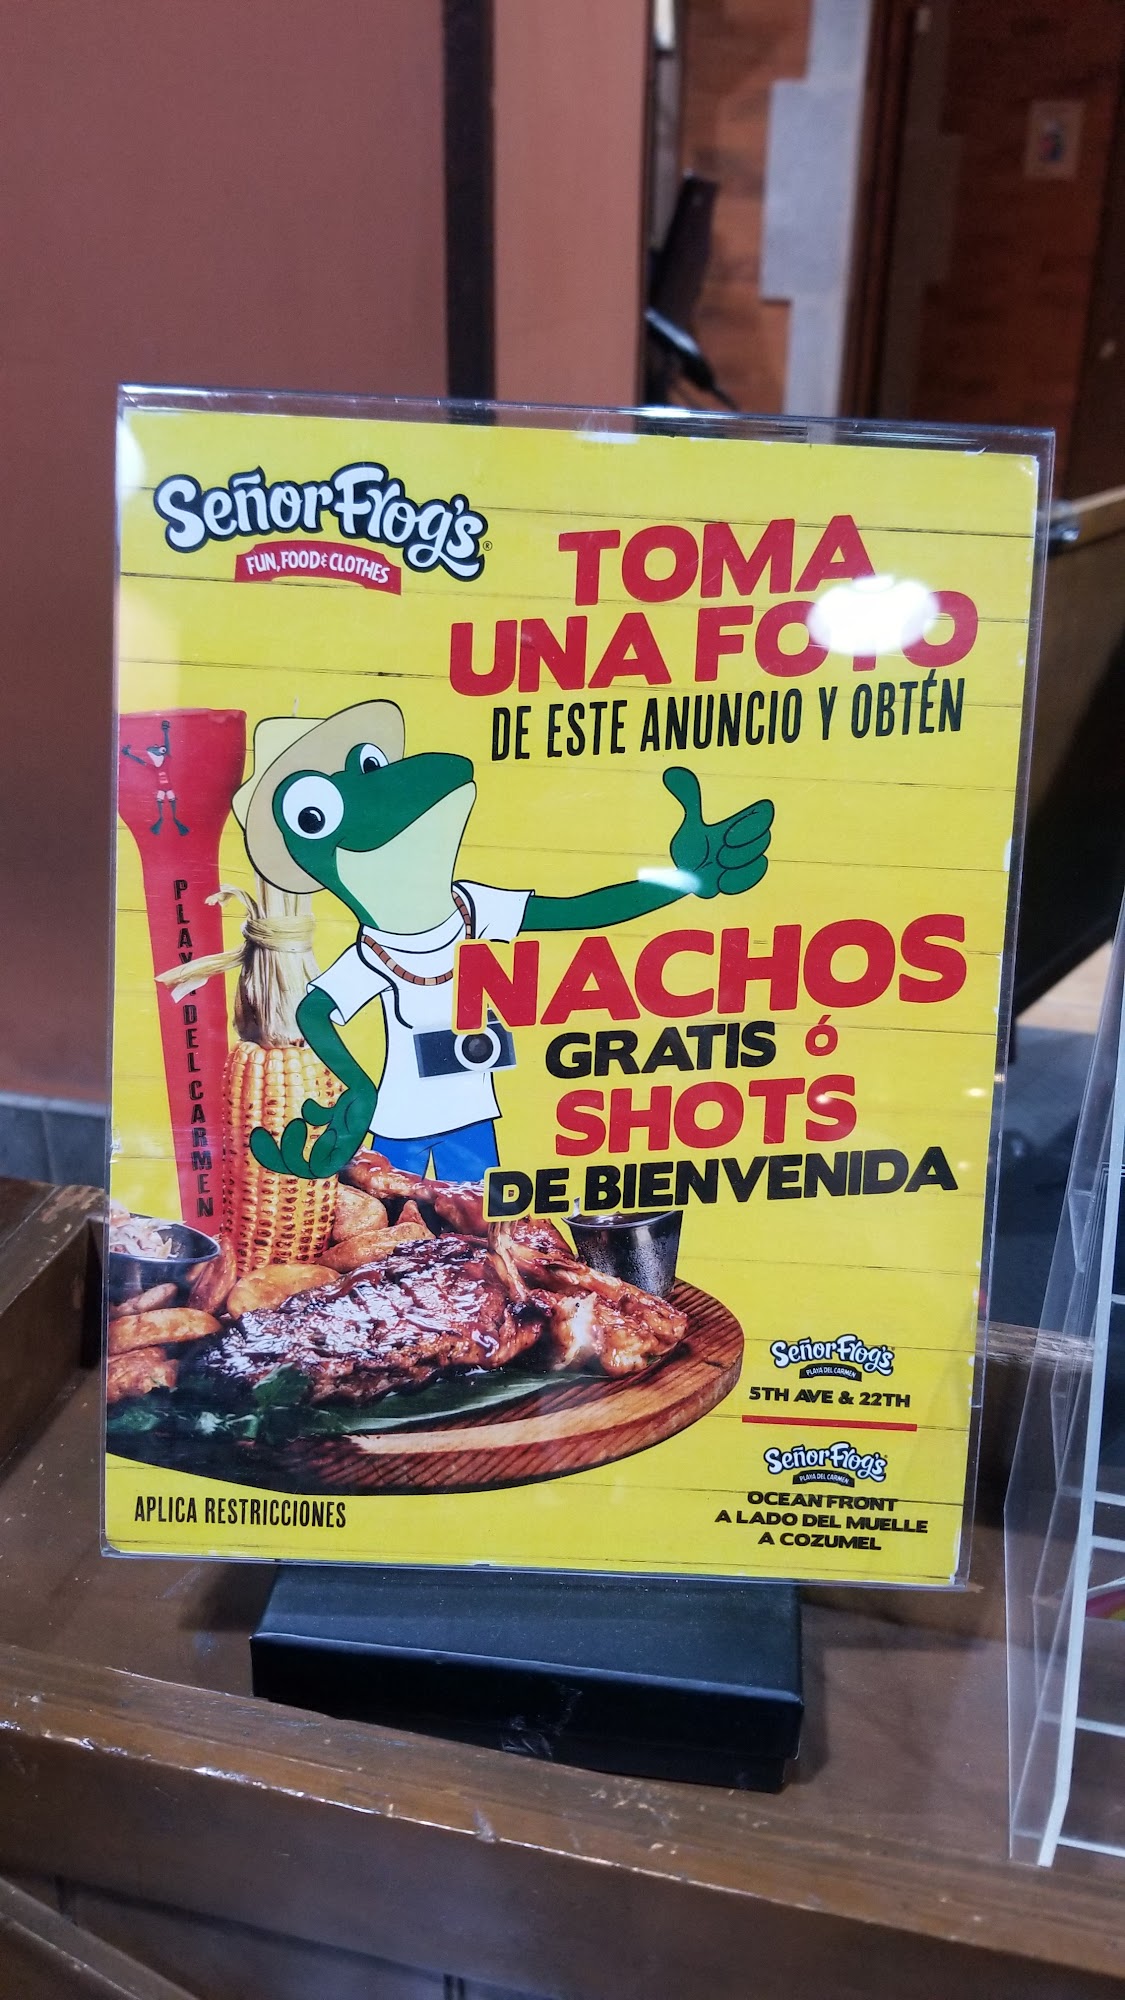 Señor Frog's®
FUN, FOOD & CLOTHES
TOMA
UNA FOTO
DE ESTE ANUNCIO Y OBTÉN
PLAYA DEL CARMEN
NACHOS
GRATIS ó
SHOTS
DE BIENVENIDA
Señor Frog's
PLAYA DEL CARMEN
5TH AVE & 22TH
Señor Frog's
PLAYA DEL CARMEN
OCEAN FRONT
A LADO DEL MUELLE
A COZUMEL
APLICA RESTRICCIONES